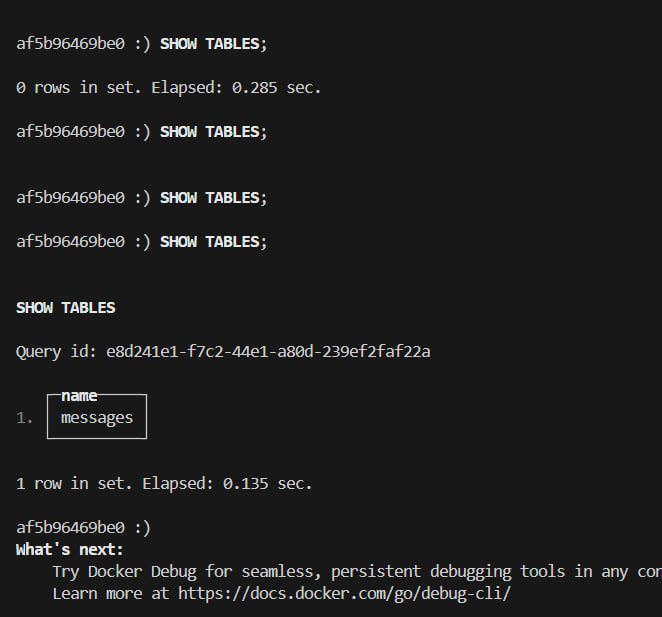 af5b96469be0 :) SHOW TABLES;
0 rows in set. Elapsed: 0.285 sec.
af5b96469be0 :) SHOW TABLES;
af5b96469be0 :) SHOW TABLES;
af5b96469be0 :) SHOW TABLES;
SHOW TABLES
Query id: e8d241e1-f7c2-44e1-a80d-239ef2faf22a
name
1. messages
1 row in set. Elapsed: 0.135 sec.
af5b96469be0 :)
What's next:
Try Docker Debug for seamless, persistent debugging tools in any con
Learn more at https://docs.docker.com/go/debug-cli/